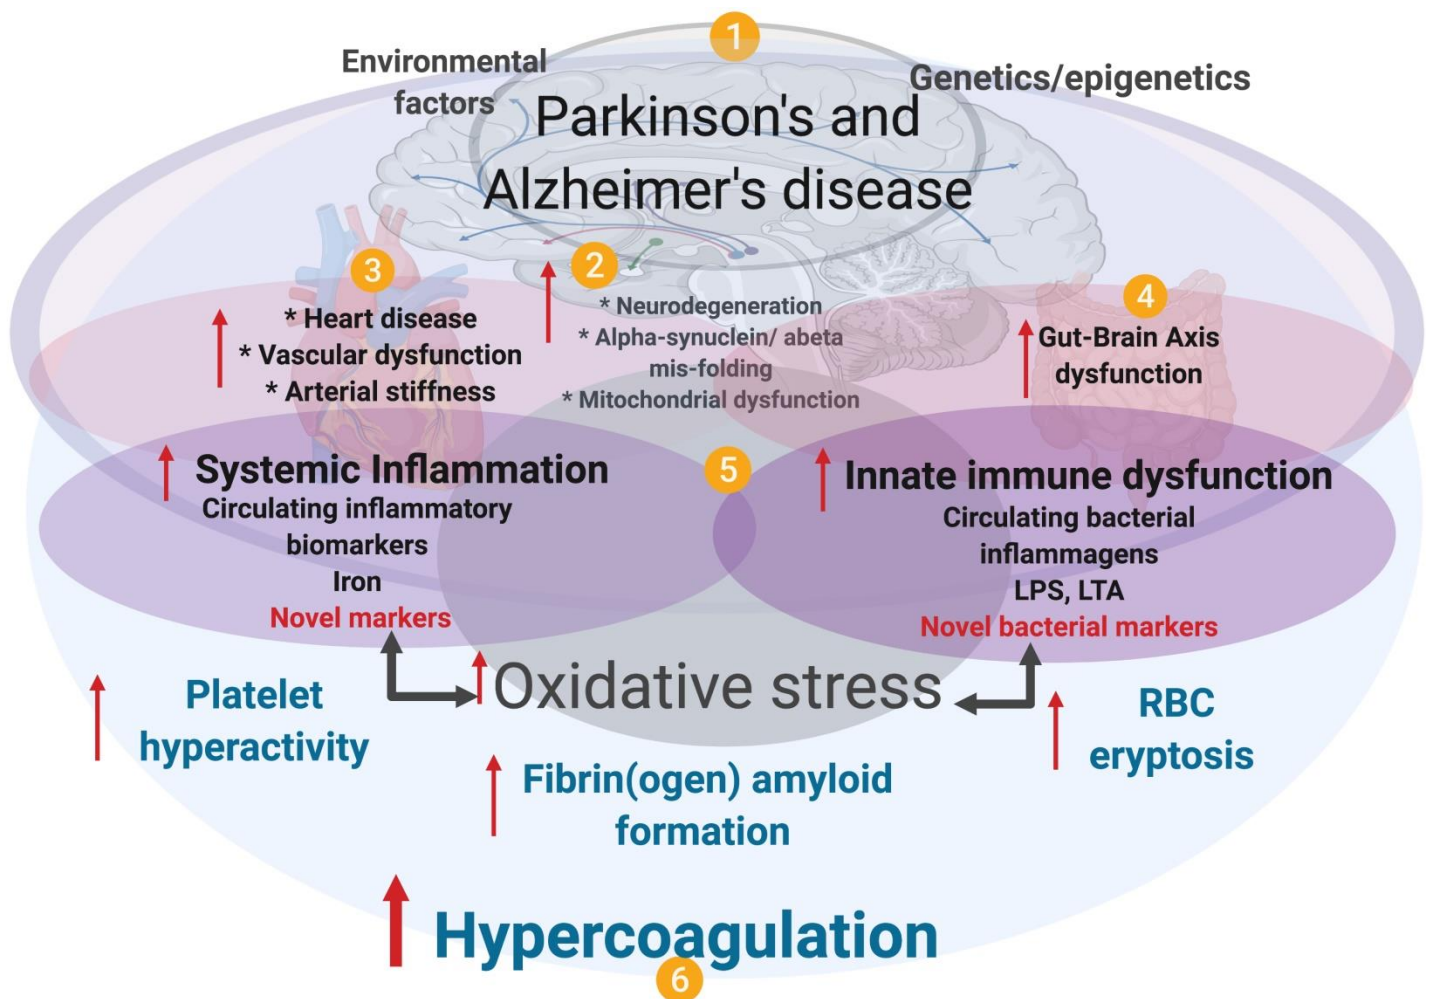 1
Environmental
factors
Genetics/epigenetics
Parkinson's and
Alzheimer's disease
3
* Heart disease
* Vascular dysfunction
* Arterial stiffness
2
* Neurodegeneration
* Alpha-synuclein/ abeta
mis-folding
* Mitochondrial dysfunction
4
Gut-Brain Axis
dysfunction
5
Systemic Inflammation
Circulating inflammatory
biomarkers
Iron
Novel markers
Innate immune dysfunction
Circulating bacterial
inflammagens
LPS, LTA
Novel bacterial markers
Oxidative stress
Platelet
hyperactivity
RBC
eryptosis
Fibrin(ogen) amyloid
formation
Hypercoagulation
6